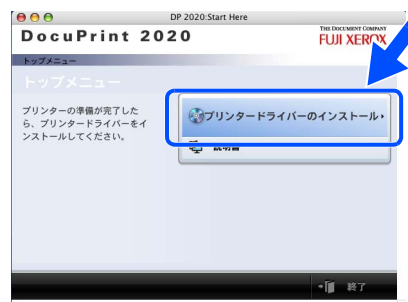 DP 2020:Start Here
DocuPrint 2020
THE DOCUMENT COMPANY
FUJI XEROX
トップメニュー
トップメニュー
プリンターの準備が完了した
ら、プリンタードライバーをイ
ンストールしてください。
プリンタードライバーのインストール
説明書
終了